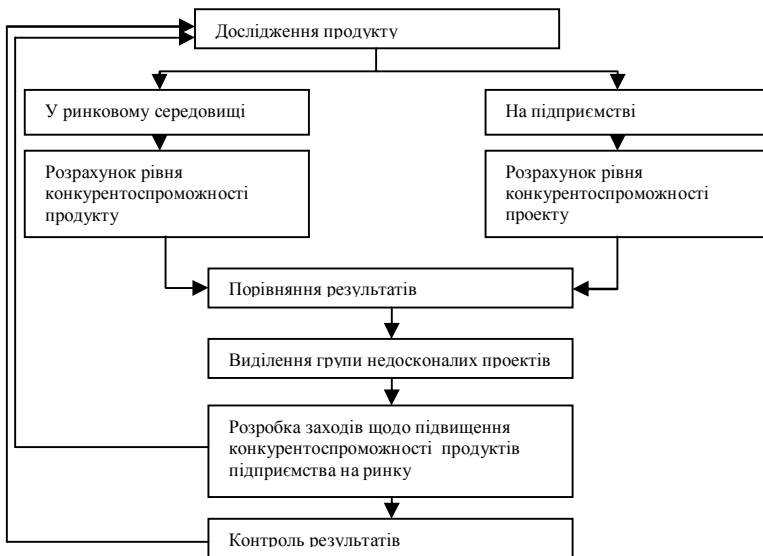 Дослідження продукту
У ринковому середовищі
На підприємстві
Розрахунок рівня
конкурентоспроможності
продукту
Розрахунок рівня
конкурентоспроможності
проекту
Порівняння результатів
Виділення групи недосконалих проектів
Розробка заходів щодо підвищення
конкурентоспроможності продуктів
підприємства на ринку
Контроль результатів